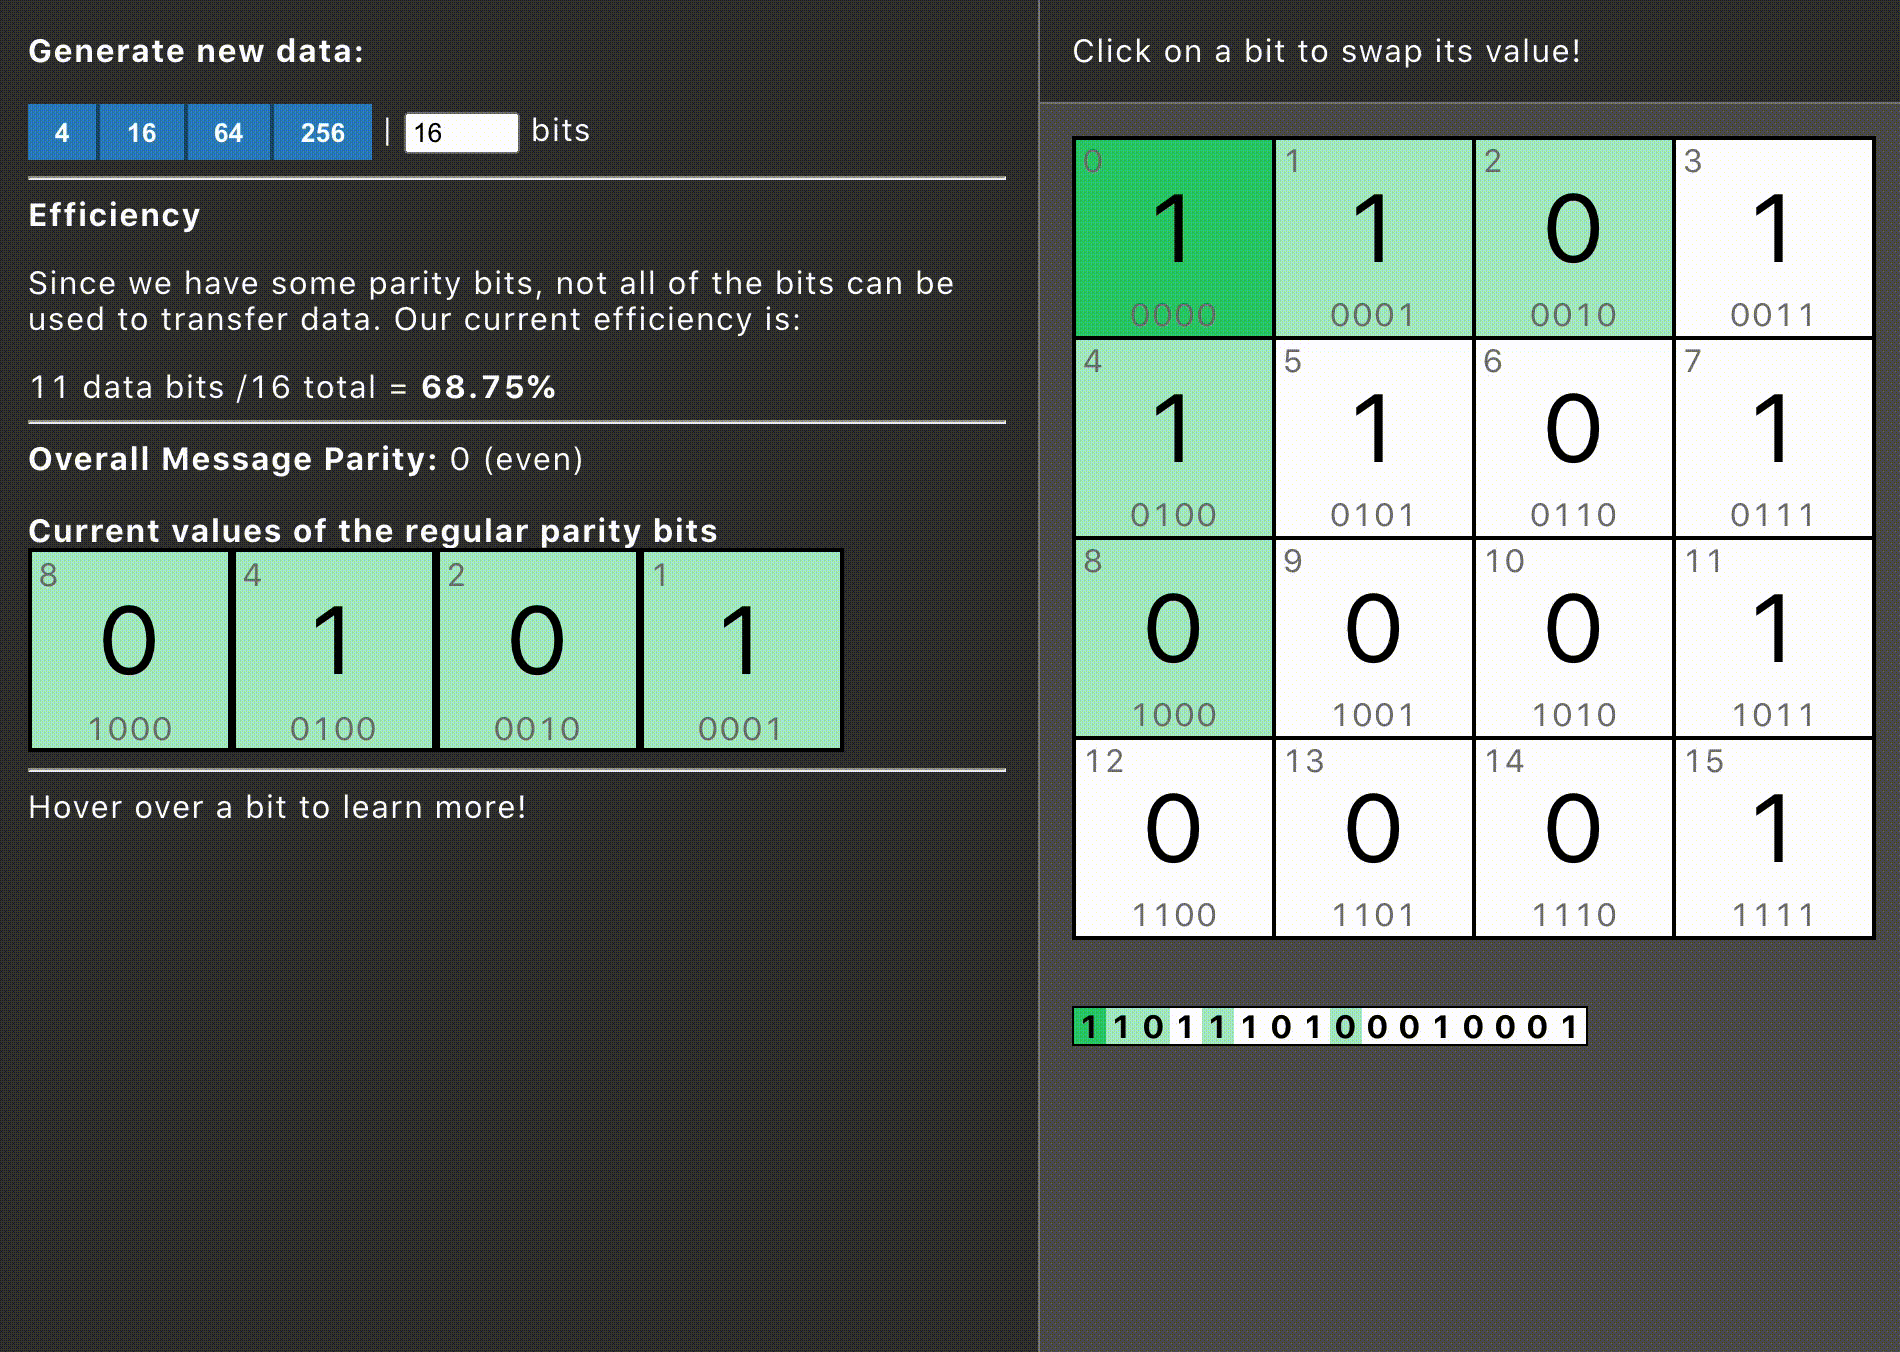 Generate new data:
4 16 64 256 | 16 bits
Efficiency
Since we have some parity bits, not all of the bits can be
used to transfer data. Our current efficiency is:
11 data bits /16 total = 68.75%
Overall Message Parity: 0 (even)
Current values of the regular parity bits
8 4 2 1
0 1 0 1
1000 0100 0010 0001
Hover over a bit to learn more!
Click on a bit to swap its value!
0 1 2 3
1 1 0 1
0000 0001 0010 0011
4 5 6 7
1 1 0 1
0100 0101 0110 0111
8 9 10 11
0 0 0 1
1000 1001 1010 1011
12 13 14 15
0 0 0 1
1100 1101 1110 1111
1 1 0 1 1 1 0 1 0 0 0 1 0 0 0 1